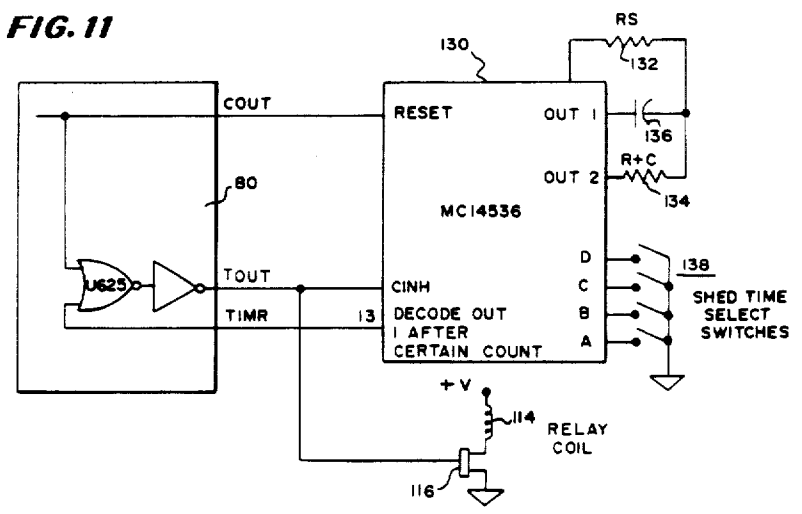 FIG. 11
RS
130
132
COUT
RESET
OUT 1
136
R+C
80
OUT 2
134
MC14536
U625
TOUT
CINH
D
138
C
SHED TIME
SELECT
SWITCHES
TIMR
13
DECODE OUT
1 AFTER
CERTAIN COUNT
B
A
+V
114
RELAY
COIL
116